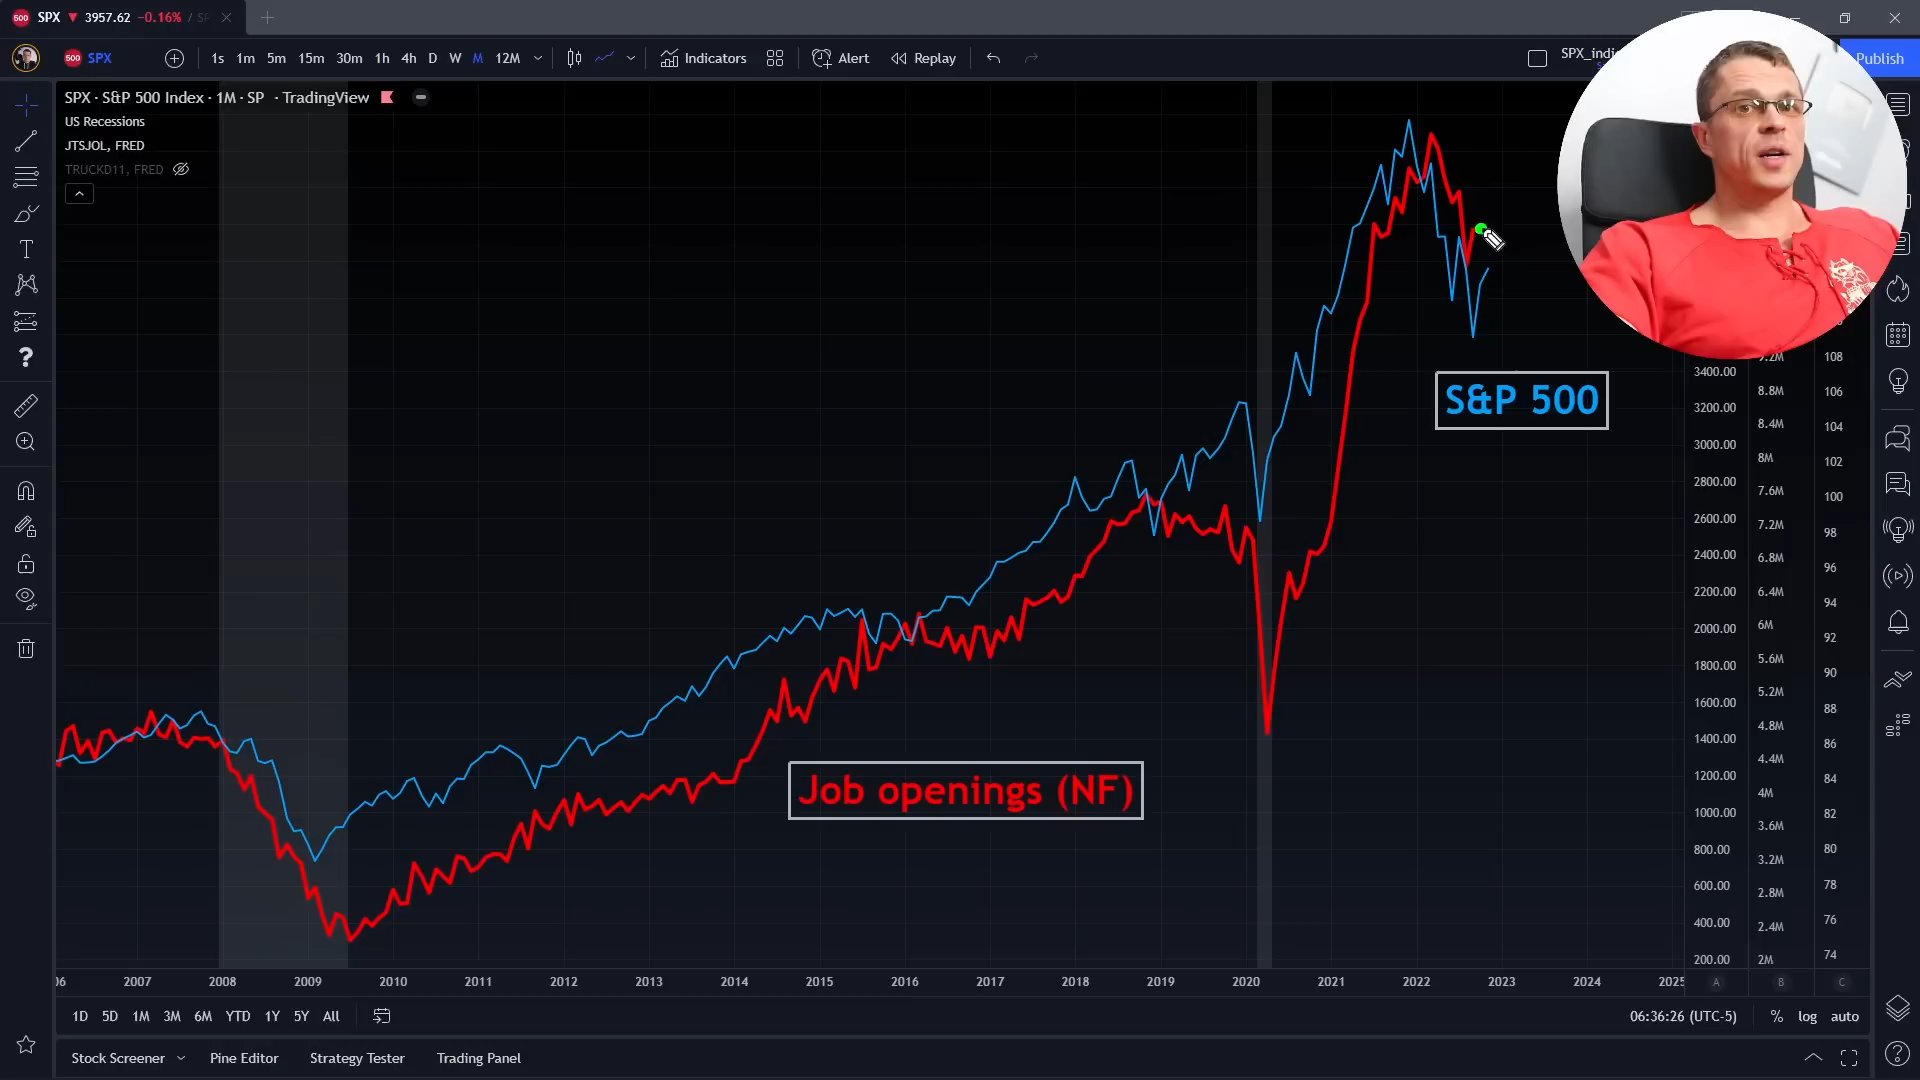 500 SPX ▼ 3957.62 −0.16% / SP
500 SPX 1s 1m 5m 15m 30m 1h 4h D W M 12M Indicators Alert Replay SPX_indi Publish
SPX · S&P 500 Index · 1M · SP · TradingView
US Recessions
JTSJOL, FRED
TRUCKD11, FRED
S&P 500
Job openings (NF)
9.2M 108
3400.00 8.8M 106
3200.00 8.4M 104
3000.00 8M 102
2800.00 7.6M 100
2600.00 7.2M 98
2400.00 6.8M 96
2200.00 6.4M 94
2000.00 6M 92
1800.00 5.6M 90
1600.00 5.2M 88
1400.00 4.8M 86
1200.00 4.4M 84
1000.00 4M 82
800.00 3.6M 80
600.00 3.2M 78
400.00 2.8M 76
200.00 2.4M 74
2M
06 2007 2008 2009 2010 2011 2012 2013 2014 2015 2016 2017 2018 2019 2020 2021 2022 2023 2024 2025 A B C
1D 5D 1M 3M 6M YTD 1Y 5Y All 06:36:26 (UTC-5) % log auto
Stock Screener Pine Editor Strategy Tester Trading Panel